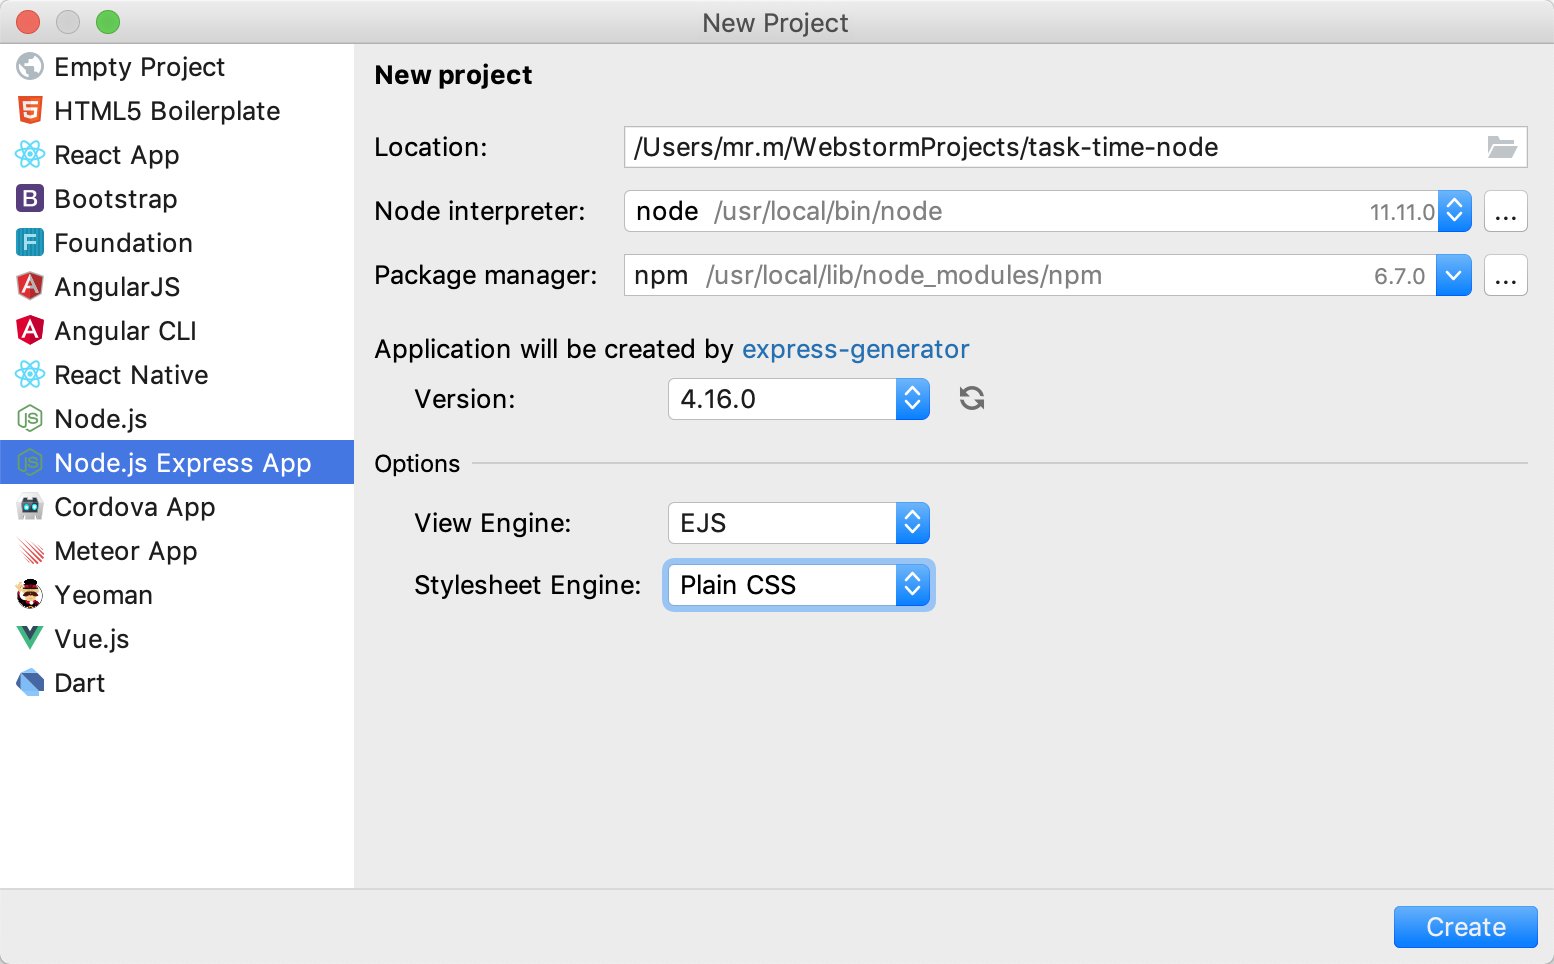 New Project
Empty Project
HTML5 Boilerplate
React App
Bootstrap
Foundation
AngularJS
Angular CLI
React Native
Node.js
Node.js Express App
Cordova App
Meteor App
Yeoman
Vue.js
Dart
New project
Location: /Users/mr.m/WebstormProjects/task-time-node
Node interpreter: node /usr/local/bin/node 11.11.0 ...
Package manager: npm /usr/local/lib/node_modules/npm 6.7.0 ...
Application will be created by express-generator
Version: 4.16.0
Options
View Engine: EJS
Stylesheet Engine: Plain CSS
Create